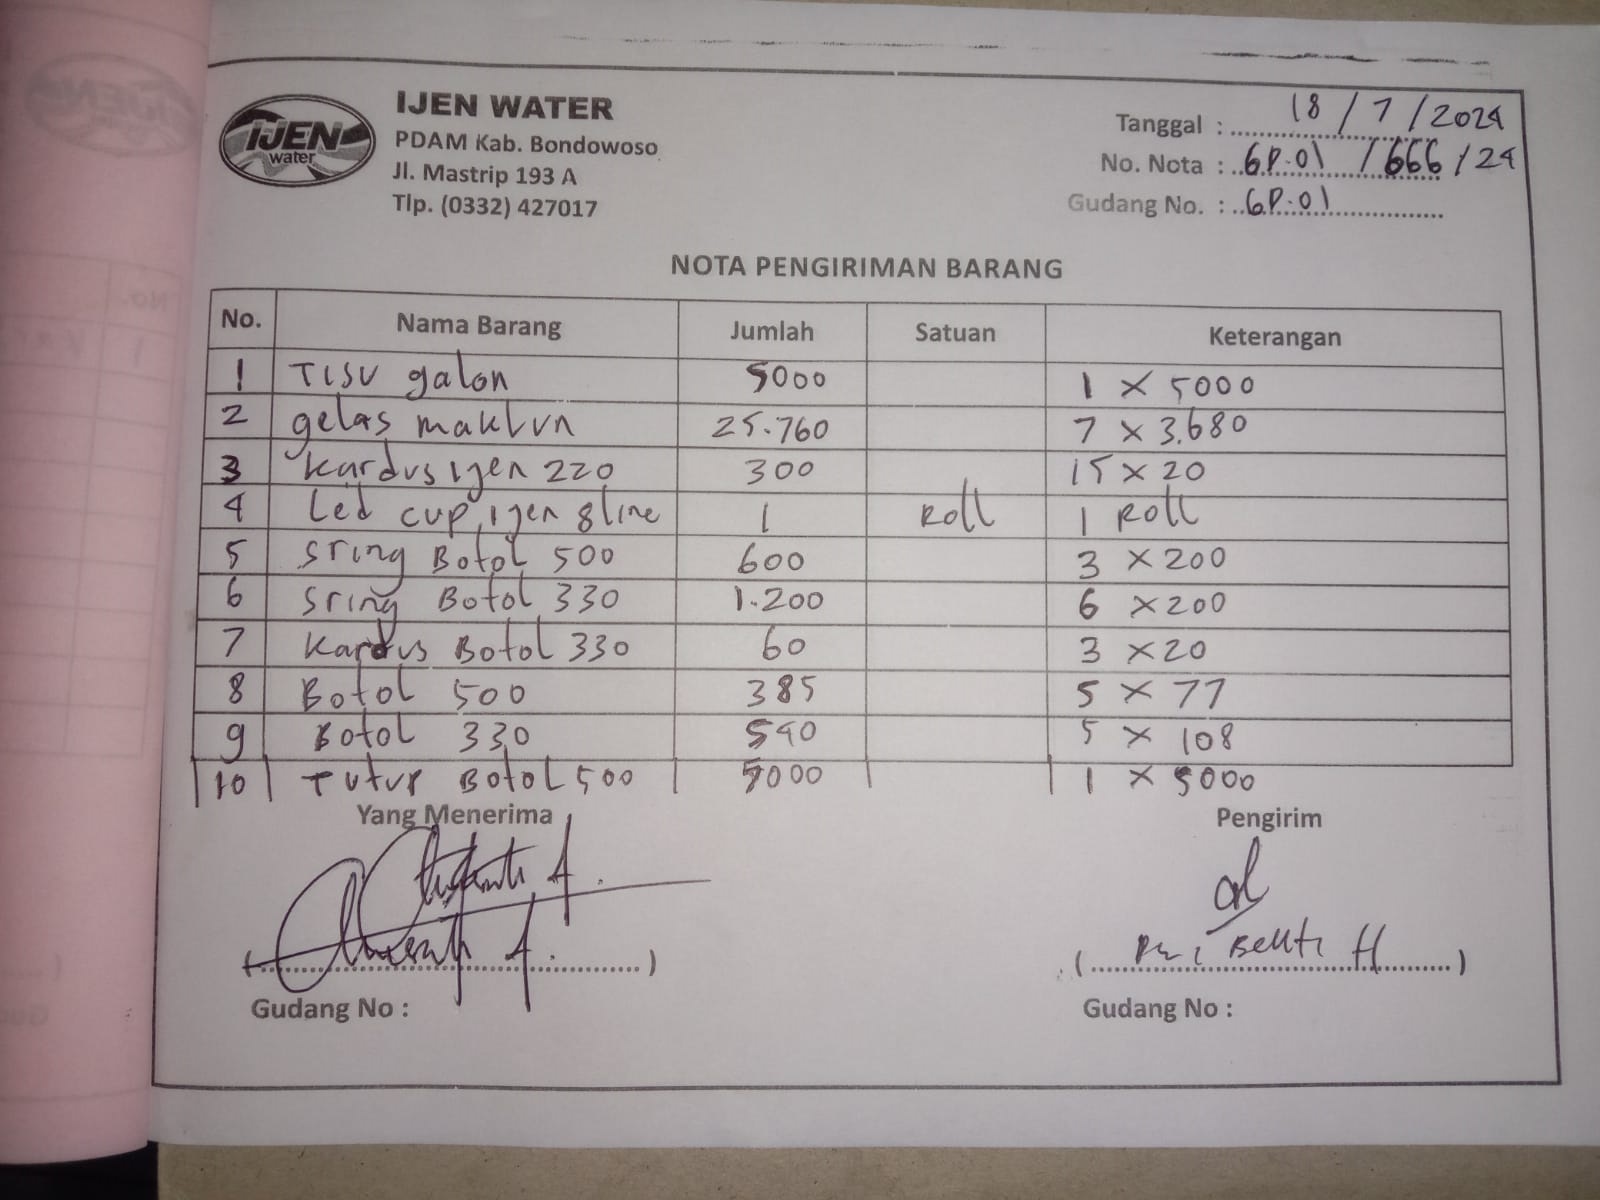 IJEN WATER
PDAM Kab. Bondowoso
Jl. Mastrip 193 A
Tlp. (0332) 427017
IJEN
water
Tanggal : 18 / 7 / 2024
No. Nota : GP.01 / 666 / 24
Gudang No. : GP.01
NOTA PENGIRIMAN BARANG
No. Nama Barang Jumlah Satuan Keterangan
1 TISU galon 5000 1 X 5000
2 gelas maklun 25.760 7 X 3.680
3 Kardus ijen 220 300 15 X 20
4 Led cup ijen 8 line 1 Roll 1 Roll
5 Sring Botol 500 600 3 X 200
6 Sring Botol 330 1.200 6 X 200
7 Kardus Botol 330 60 3 X 20
8 Botol 500 385 5 X 77
9 Botol 330 540 5 X 108
10 Tutup Botol 500 5000 1 X 5000
Yang Menerima Pengirim
Gudang No : Gudang No :